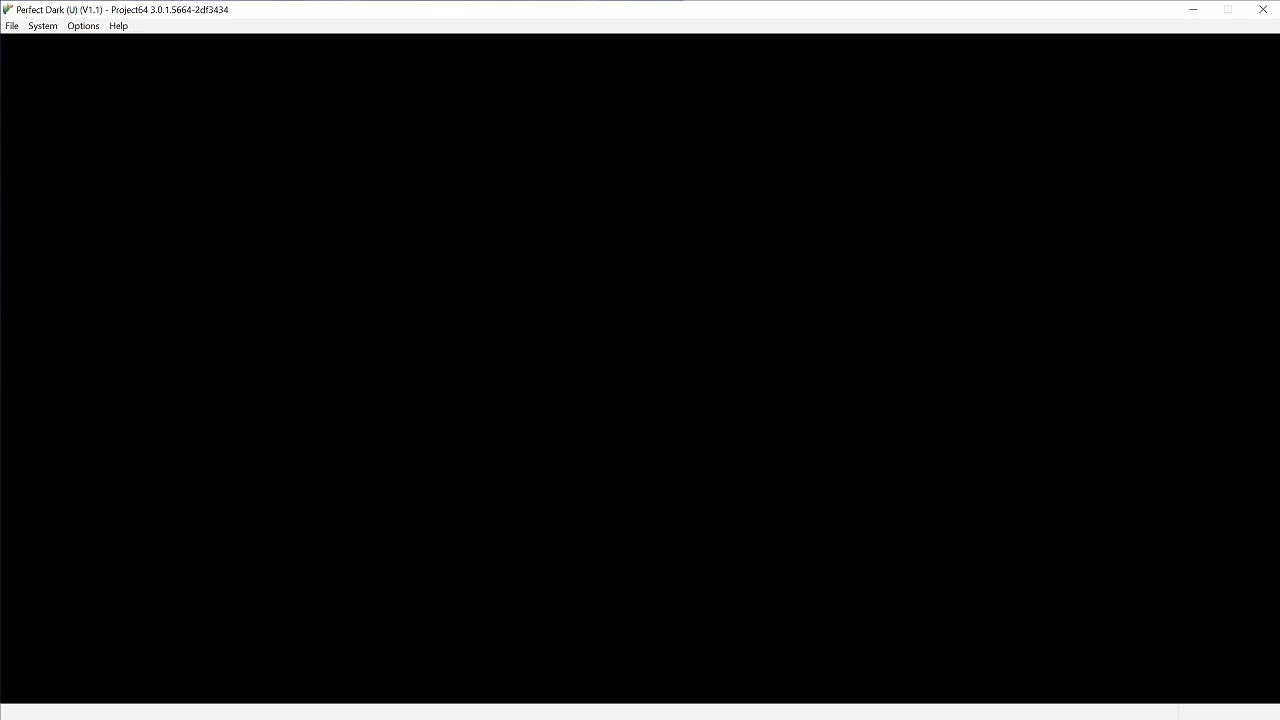 Perfect Dark (U) (V1.1) - Project64 3.0.1.5664-2df3434
File System Options Help